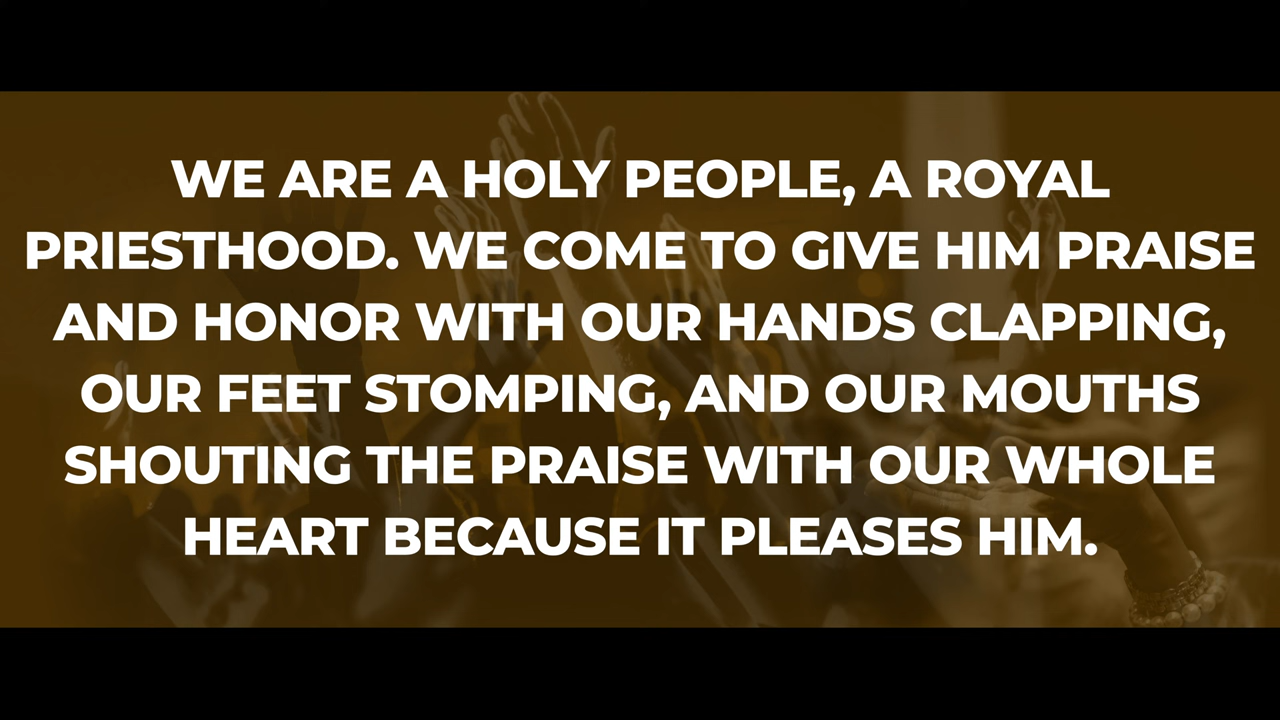 WE ARE A HOLY PEOPLE, A ROYAL
PRIESTHOOD. WE COME TO GIVE HIM PRAISE
AND HONOR WITH OUR HANDS CLAPPING,
OUR FEET STOMPING, AND OUR MOUTHS
SHOUTING THE PRAISE WITH OUR WHOLE
HEART BECAUSE IT PLEASES HIM.